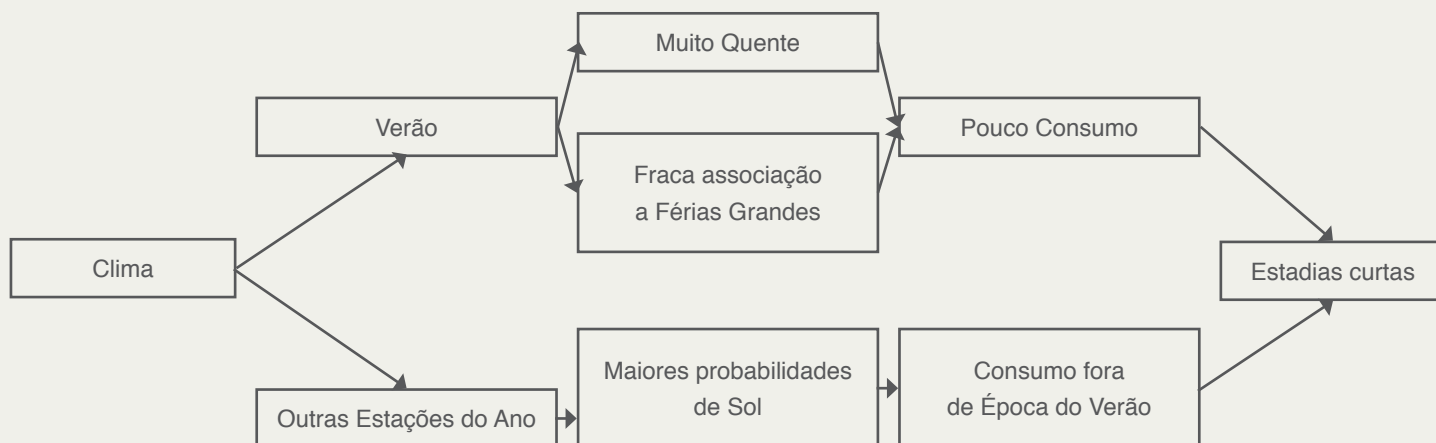 Muito Quente
Verão
Pouco Consumo
Fraca associação
a Férias Grandes
Clima
Estadias curtas
Maiores probabilidades
de Sol
Consumo fora
de Época do Verão
Outras Estações do Ano